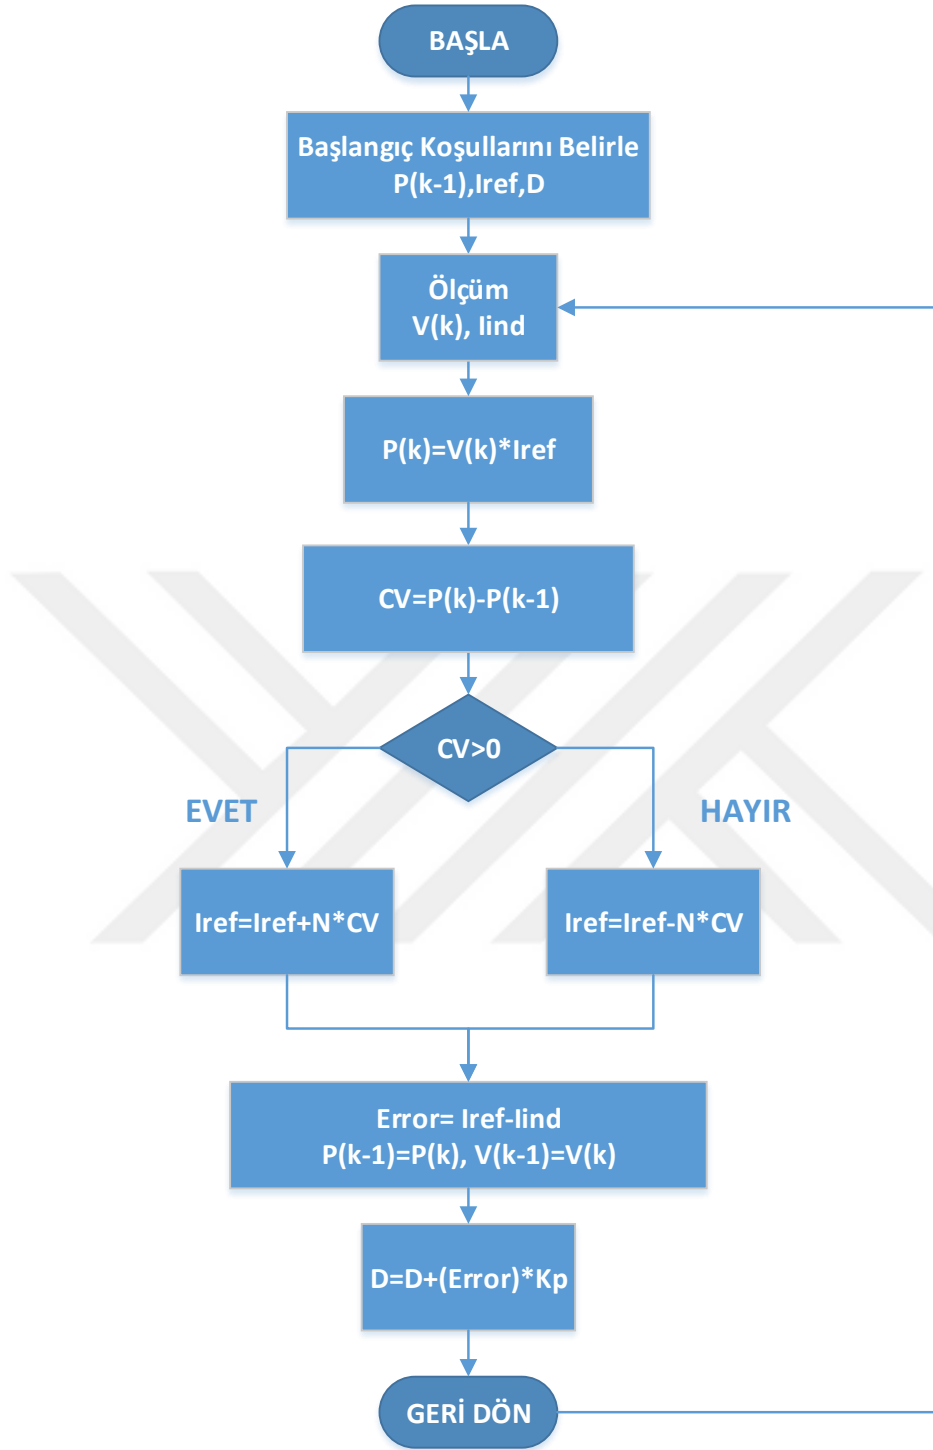 BAŞLA
Başlangıç Koşullarını Belirle
P(k-1),Iref,D
Ölçüm
V(k), Iind
P(k)=V(k)*Iref
CV=P(k)-P(k-1)
CV>0
EVET
HAYIR
Iref=Iref+N*CV
Iref=Iref-N*CV
Error= Iref-Iind
P(k-1)=P(k), V(k-1)=V(k)
D=D+(Error)*Kp
GERİ DÖN